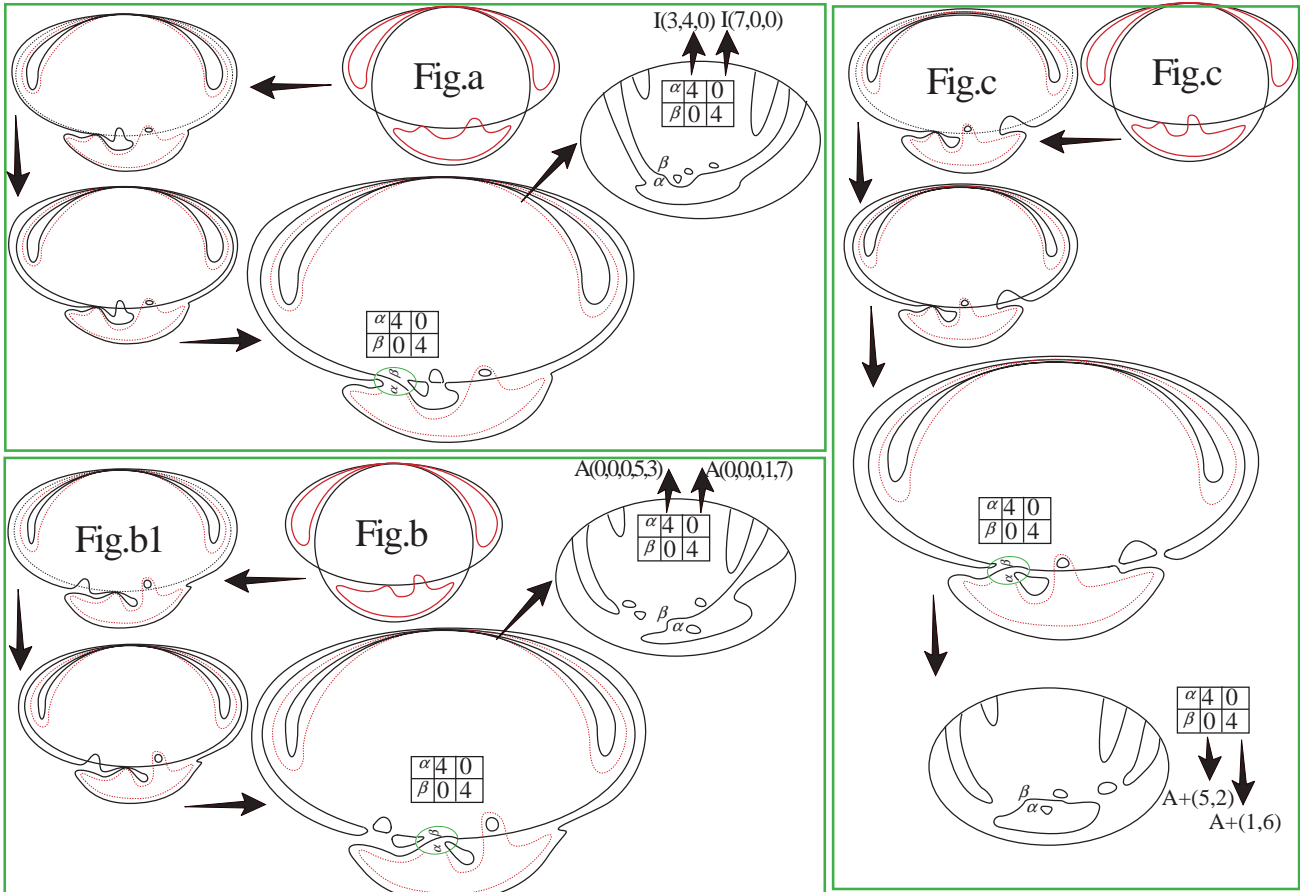 Fig.a
I(3,4,0) I(7,0,0)
α 4 0
β 0 4
β
α
α 4 0
β 0 4
β
α
Fig.b1
Fig.b
A(0,0,0,5,3) A(0,0,0,1,7)
α 4 0
β 0 4
β
α
α 4 0
β 0 4
β
α
Fig.c
Fig.c
α 4 0
β 0 4
β
α
α 4 0
β 0 4
β
α
A+(5,2)
A+(1,6)